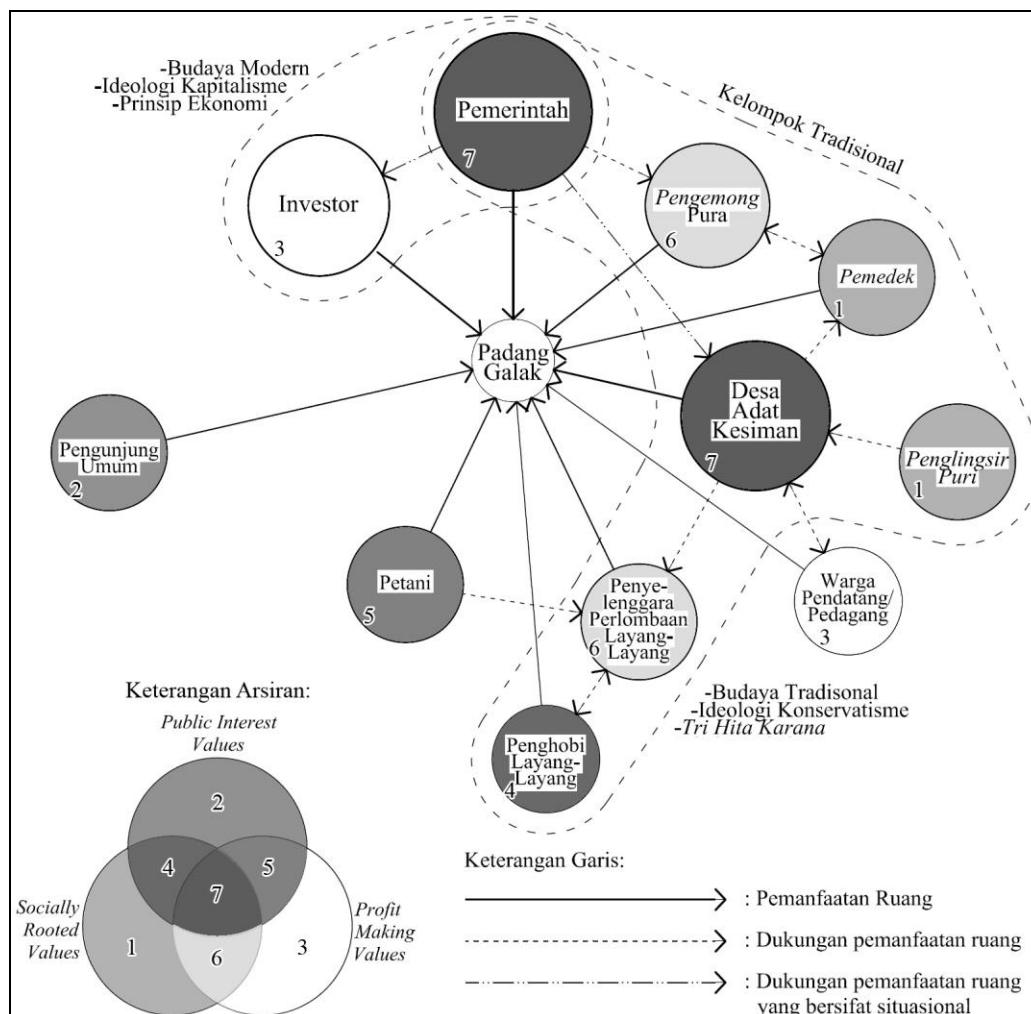 -Budaya Modern
-Ideologi Kapitalisme
-Prinsip Ekonomi
Pemerintah
7
Kelompok Tradisional
Investor
3
Pengemong
Pura
6
Pemedek
1
Padang
Galak
Desa
Adat
Kesiman
7
Pengunjung
Umum
2
Penglingsir
Puri
1
Petani
5
Penye-
lenggara
Perlombaan
Layang-
Layang
6
Warga
Pendatang/
Pedagang
3
Penghobi
Layang-
Layang
4
-Budaya Tradisonal
-Ideologi Konservatisme
-Tri Hita Karana
Keterangan Arsiran:
Public Interest
Values
2
4
5
7
Socially
Rooted
Values
1
6
3
Profit
Making
Values
Keterangan Garis:
: Pemanfaatan Ruang
: Dukungan pemanfaatan ruang
: Dukungan pemanfaatan ruang
yang bersifat situasional